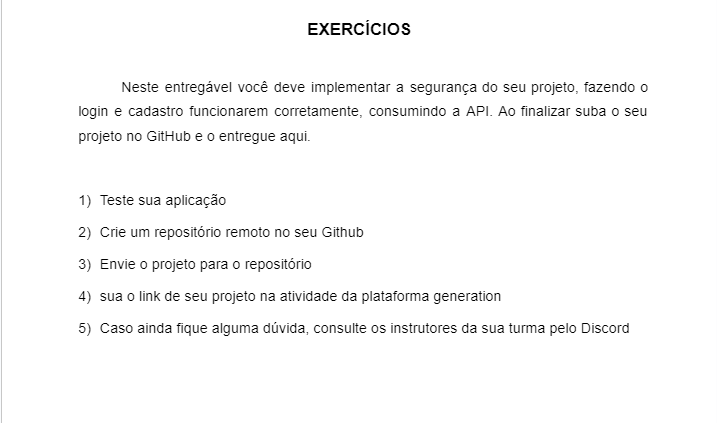 EXERCÍCIOS
Neste entregável você deve implementar a segurança do seu projeto, fazendo o
login e cadastro funcionarem corretamente, consumindo a API. Ao finalizar suba o seu
projeto no GitHub e o entregue aqui.
1) Teste sua aplicação
2) Crie um repositório remoto no seu Github
3) Envie o projeto para o repositório
4) sua o link de seu projeto na atividade da plataforma generation
5) Caso ainda fique alguma dúvida, consulte os instrutores da sua turma pelo Discord